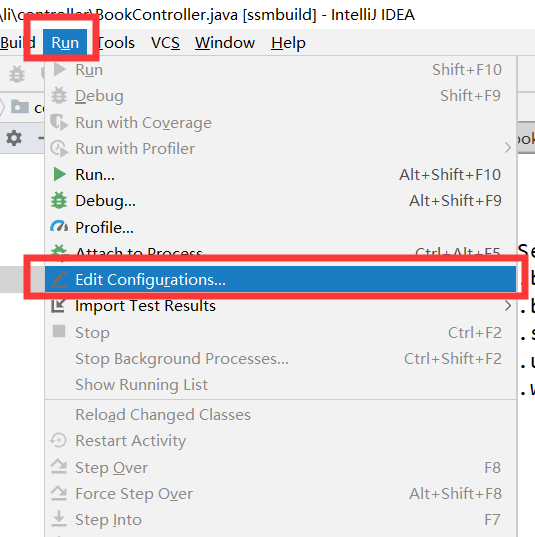 \li\controller\BookController.java [ssmbuild] - IntelliJ IDEA
Build Run Tools VCS Window Help
Run Shift+F10
Debug Shift+F9
Run with Coverage
Run with Profiler
Run... Alt+Shift+F10
Debug... Alt+Shift+F9
Profile...
Attach to Process... Ctrl+Alt+F5
Edit Configurations...
Import Test Results
Stop Ctrl+F2
Stop Background Processes... Ctrl+Shift+F2
Show Running List
Reload Changed Classes
Restart Activity
Step Over F8
Force Step Over Alt+Shift+F8
Step Into F7